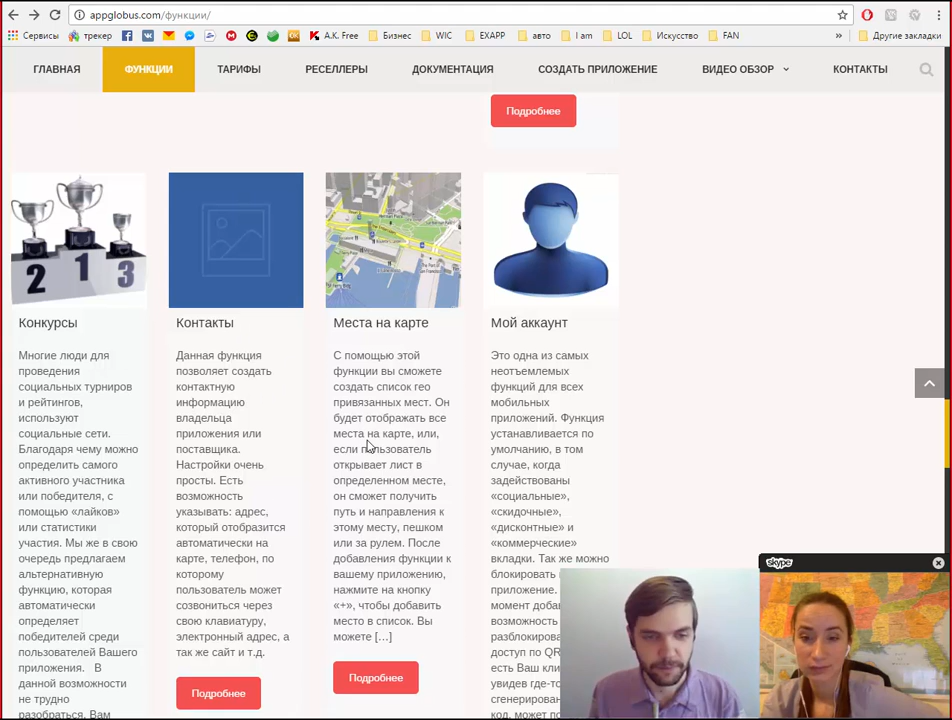 appglobus.com/функции/
Сервисы трекер A.K. Free Бизнес WIC EXAPP авто I am LOL Искусство FAN » Другие закладки
ГЛАВНАЯ ФУНКЦИИ ТАРИФЫ РЕСЕЛЛЕРЫ ДОКУМЕНТАЦИЯ СОЗДАТЬ ПРИЛОЖЕНИЕ ВИДЕО ОБЗОР КОНТАКТЫ
Подробнее
2 1 3
Конкурсы
Многие люди для
проведения
социальных турниров
и рейтингов,
используют
социальные сети.
Благодаря чему можно
определить самого
активного участника
или победителя, с
помощью «лайков»
или статистики
участия. Мы же в свою
очередь предлагаем
альтернативную
функцию, которая
автоматически
определяет
победителей среди
пользователей Вашего
приложения. В
данной возможности
не трудно
разобраться. Вам
Контакты
Данная функция
позволяет создать
контактную
информацию
владельца
приложения или
поставщика.
Настройки очень
просты. Есть
возможность
указывать: адрес,
который отобразится
автоматически на
карте, телефон, по
которому
пользователь может
созвониться через
свою клавиатуру,
электронный адрес, а
так же сайт и т.д.
Подробнее
Места на карте
С помощью этой
функции вы сможете
создать список гео
привязанных мест. Он
будет отображать все
места на карте, или,
если пользователь
открывает лист в
определенном месте,
он сможет получить
путь и направления к
этому месту, пешком
или за рулем. После
добавления функции к
вашему приложению,
нажмите на кнопку
«+», чтобы добавить
место в список. Вы
можете […]
Подробнее
Мой аккаунт
Это одна из самых
неотъемлемых
функций для всех
мобильных
приложений. Функция
устанавливается по
умолчанию, в том
случае, когда
задействованы
«социальные»,
«скидочные»,
«дисконтные» и
«коммерческие»
вкладки. Так же можно
блокировать
приложение.
момент доба
возможность
разблокирова
доступ по QR
есть Ваш кли
увидев где-то
код, может по
skype